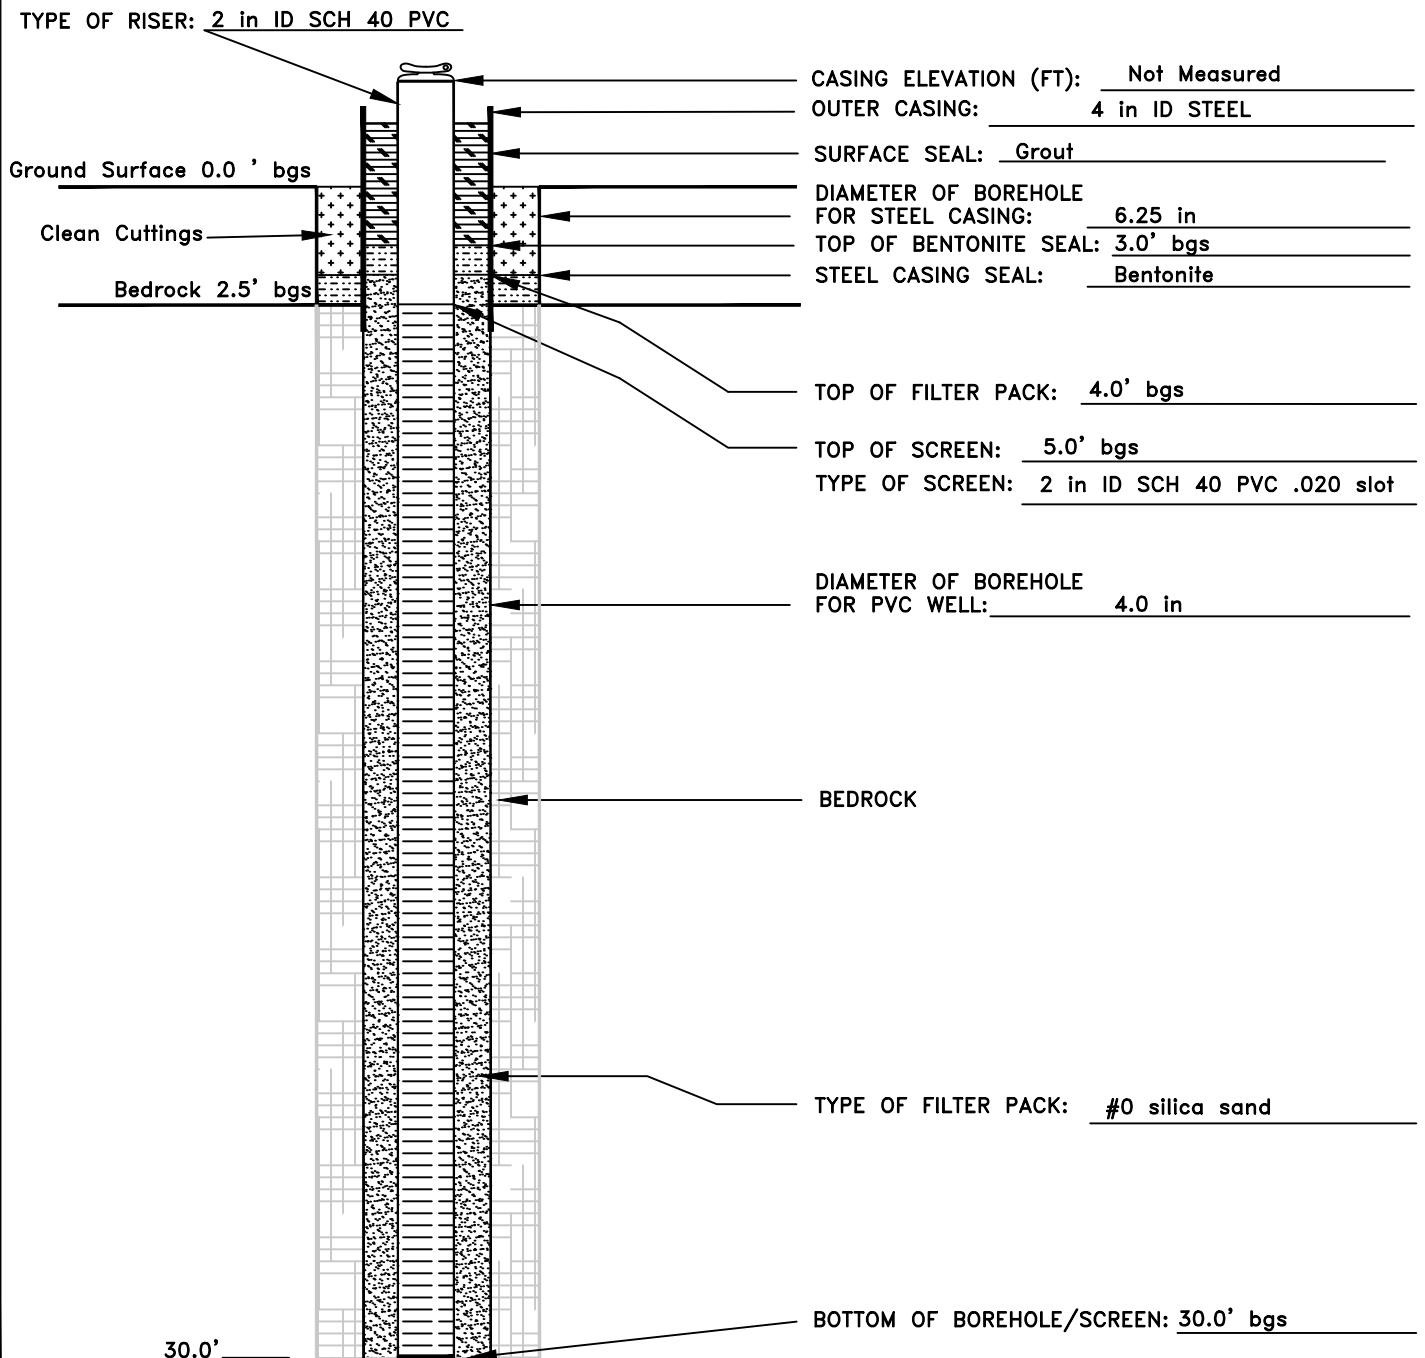 TYPE OF RISER: 2 in ID SCH 40 PVC
CASING ELEVATION (FT): Not Measured
OUTER CASING: 4 in ID STEEL
SURFACE SEAL: Grout
Ground Surface 0.0 ' bgs
DIAMETER OF BOREHOLE
FOR STEEL CASING: 6.25 in
Clean Cuttings
TOP OF BENTONITE SEAL: 3.0' bgs
STEEL CASING SEAL: Bentonite
Bedrock 2.5' bgs
TOP OF FILTER PACK: 4.0' bgs
TOP OF SCREEN: 5.0' bgs
TYPE OF SCREEN: 2 in ID SCH 40 PVC .020 slot
DIAMETER OF BOREHOLE
FOR PVC WELL: 4.0 in
BEDROCK
TYPE OF FILTER PACK: #0 silica sand
BOTTOM OF BOREHOLE/SCREEN: 30.0' bgs
30.0'